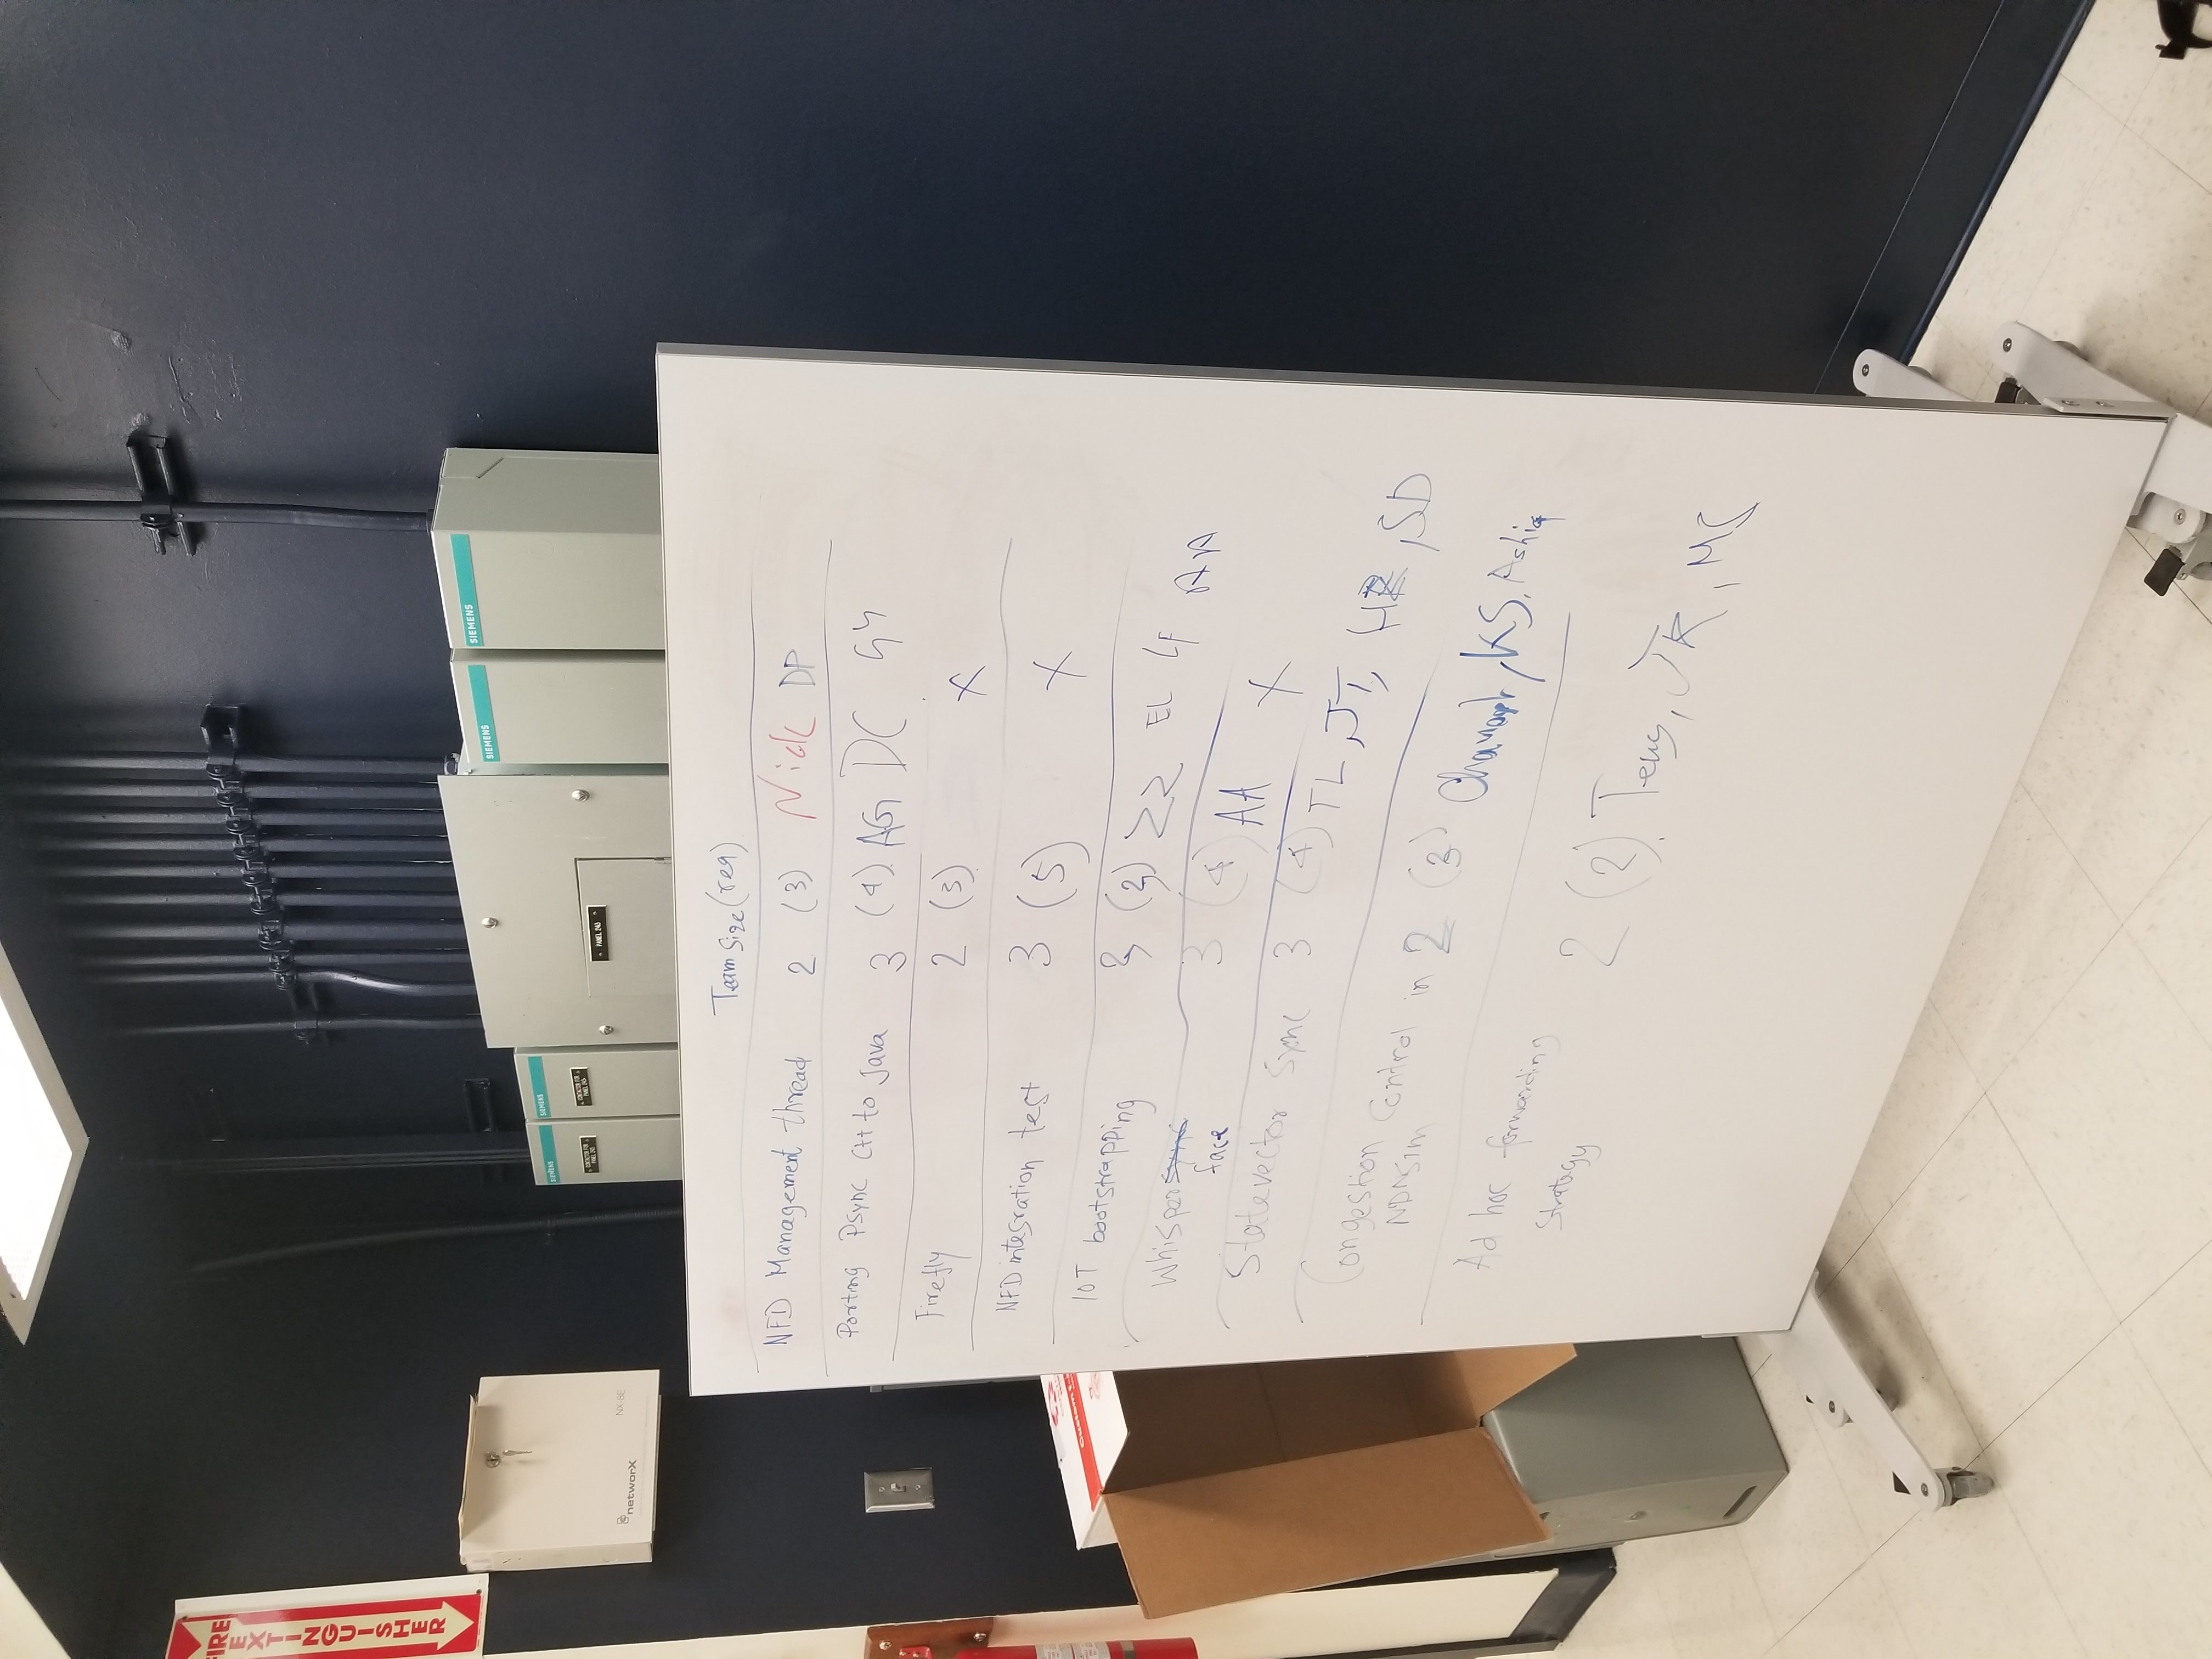 FIRE
EXTINGUISHER
SIEMENS
SIEMENS
SIEMENS
SIEMENS
CONTACTOR FOR
PANEL 243
CONTACTOR FOR
PANEL 243
PANEL 243
networX NX-8E
Team Size (req)
NFD Management thread 2 (3) Nick DP
Porting PSync C++ to Java 3 (4) AG DC
Firefly 2 (3) X
NFD integration test 3 (5) X
IOT bootstrapping 3 (3) ZZ EL LF AA
Whisper
face 3 (4) AA X
Statevector Sync 3 (4) TL, JT, HR, SD
Congestion Control in 2 (3) KS, Ashiq
NDNSim
Ad hoc forwarding
Strategy 2 (2) Teng, JR, MS
Custom